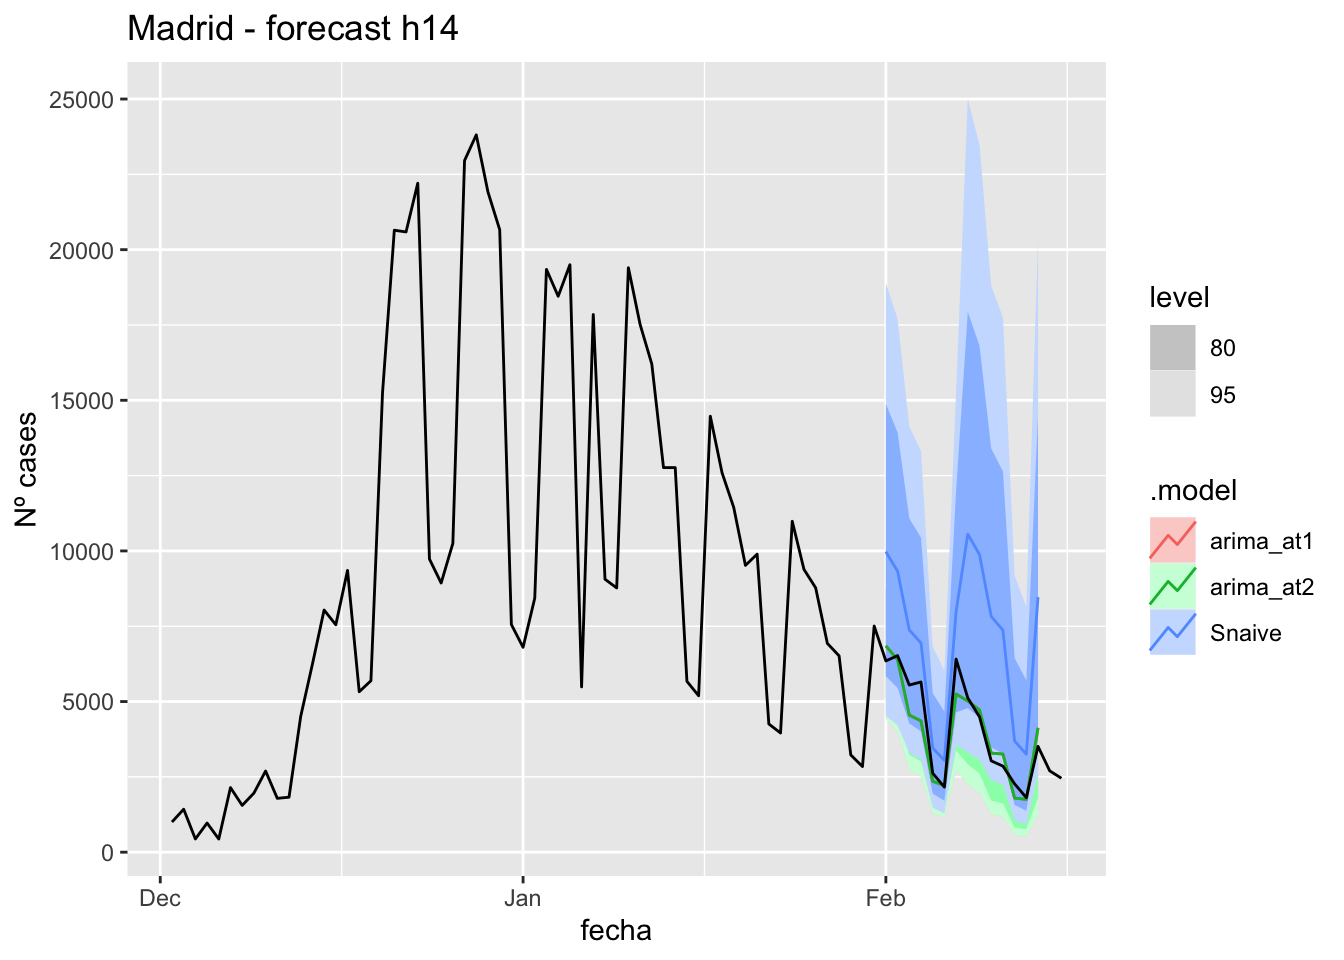 Madrid - forecast h14
25000
20000
15000
10000
5000
0
Nº cases
Dec
Jan
Feb
fecha
level
80
95
.model
arima_at1
arima_at2
Snaive